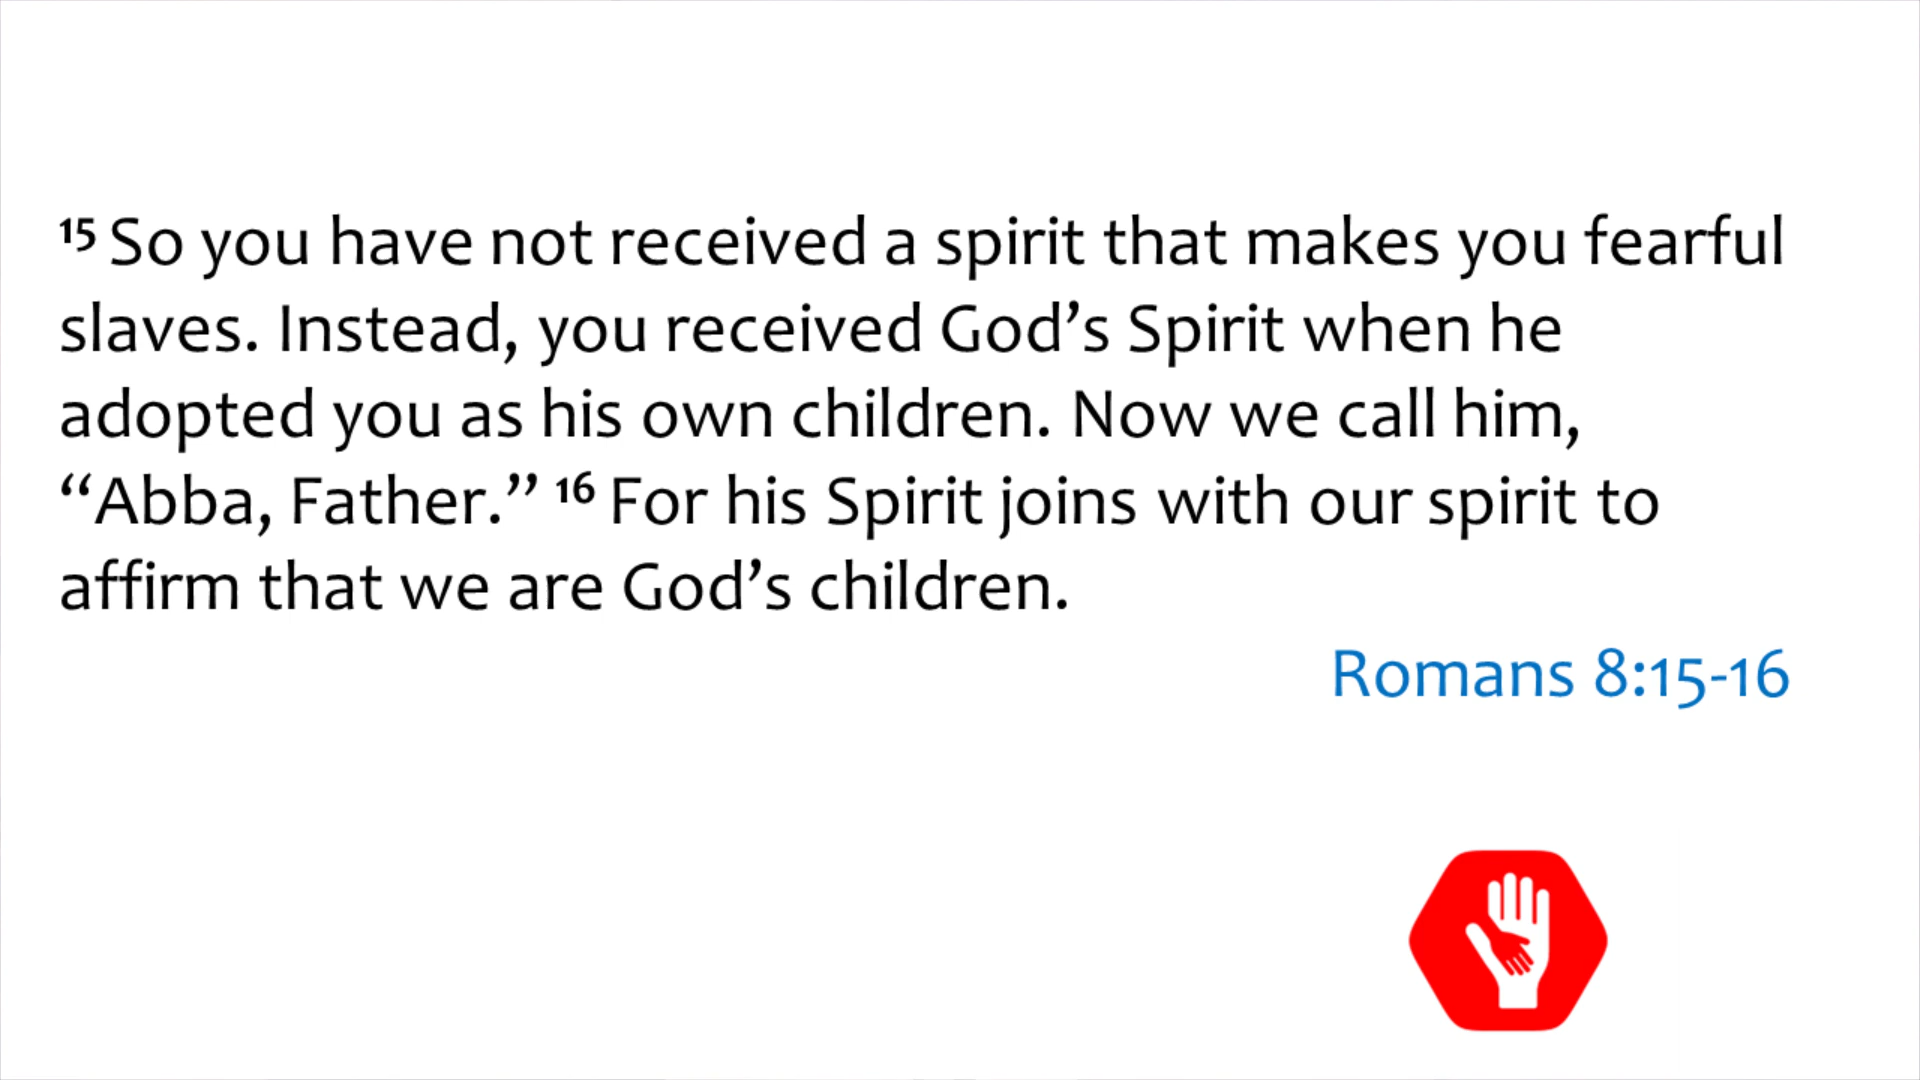 ¹⁵ So you have not received a spirit that makes you fearful
slaves. Instead, you received God’s Spirit when he
adopted you as his own children. Now we call him,
“Abba, Father.” ¹⁶ For his Spirit joins with our spirit to
affirm that we are God’s children.
Romans 8:15-16